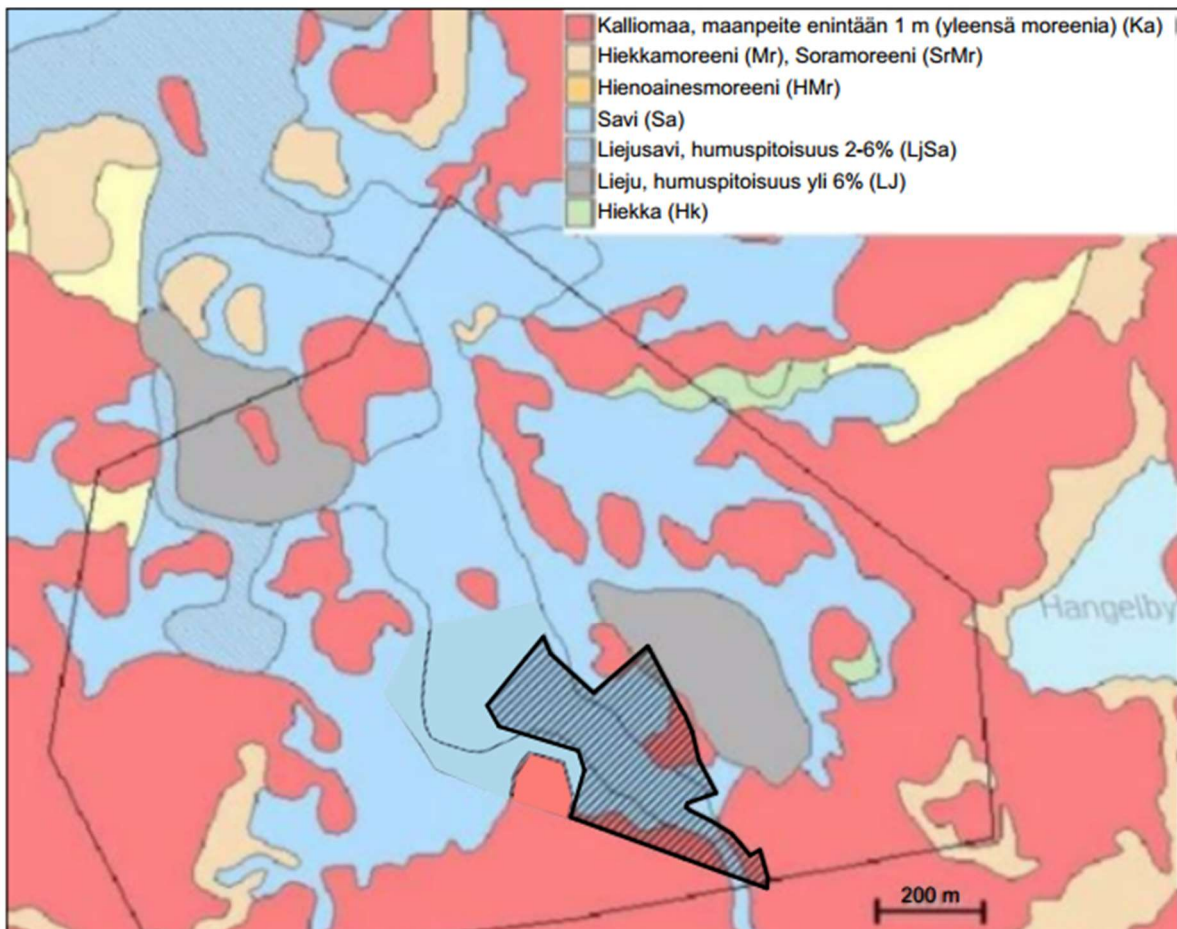 Kalliomaa, maanpeite enintään 1 m (yleensä moreenia) (Ka)
Hiekkamoreeni (Mr), Soramoreeni (SrMr)
Hienoainesmoreeni (HMr)
Savi (Sa)
Liejusavi, humuspitoisuus 2-6% (LjSa)
Lieju, humuspitoisuus yli 6% (LJ)
Hiekka (Hk)
Hangelby
200 m